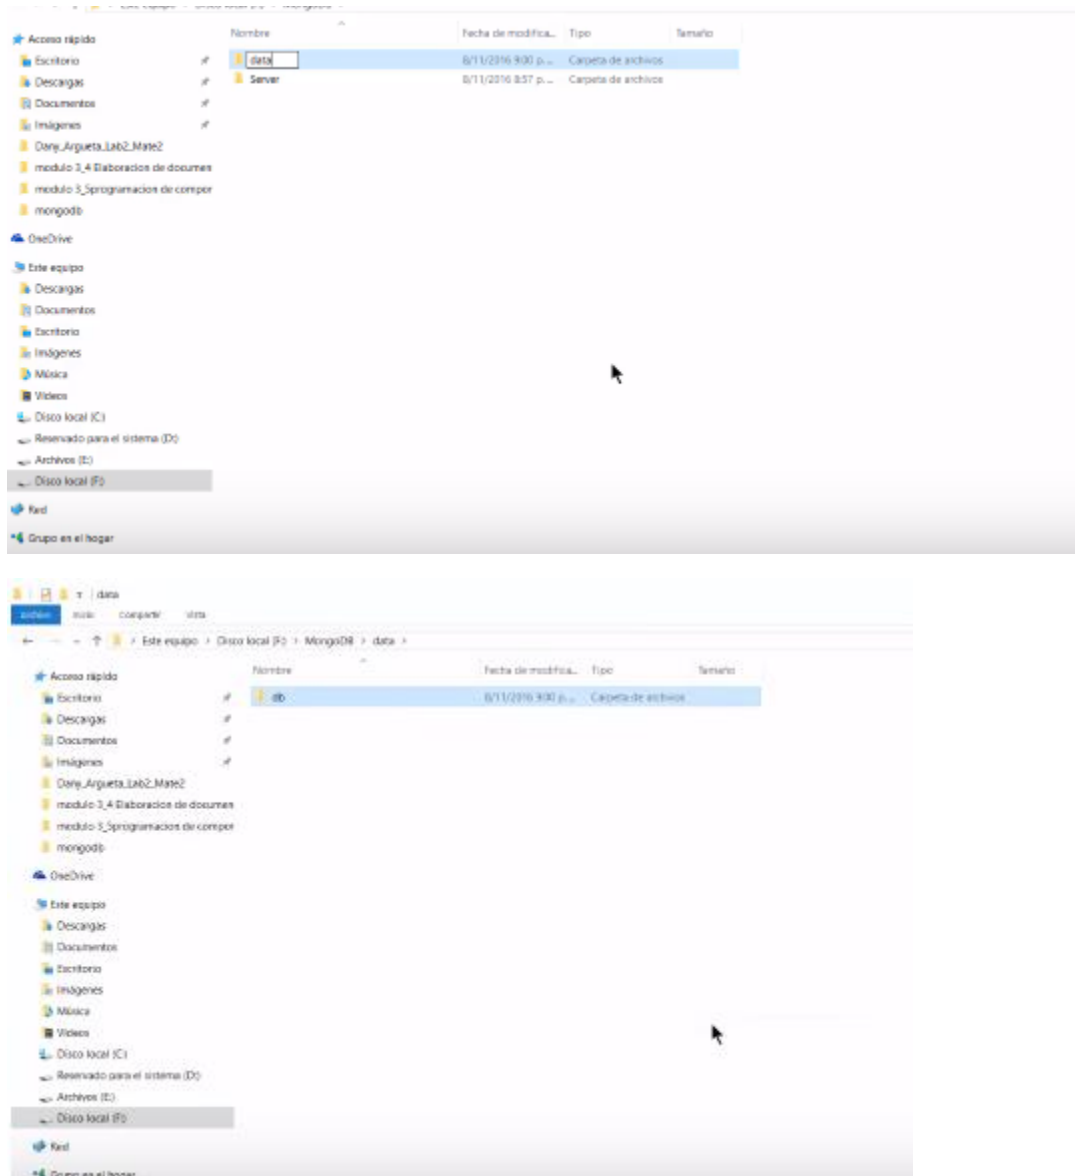 Este equipo Disco local (F:) MongoDB
Nombre Fecha de modifica... Tipo Tamaño
Acceso rápido
Escritorio data 8/11/2016 9:00 p.... Carpeta de archivos
Descargas Server 8/11/2016 8:57 p.... Carpeta de archivos
Documentos
Imágenes
Dany_Argueta_Lab2_Mate2
modulo 3_4 Elaboracion de documen
modulo 3_5programacion de compor
mongodb
OneDrive
Este equipo
Descargas
Documentos
Escritorio
Imágenes
Música
Videos
Disco local (C:)
Reservado para el sistema (D:)
Archivos (E:)
Disco local (F:)
Red
Grupo en el hogar
data
Archivo Inicio Compartir Vista
Este equipo Disco local (F:) MongoDB data
Nombre Fecha de modifica... Tipo Tamaño
Acceso rápido
Escritorio db 8/11/2016 9:00 p.... Carpeta de archivos
Descargas
Documentos
Imágenes
Dany_Argueta_Lab2_Mate2
modulo 3_4 Elaboracion de documen
modulo 3_5programacion de compor
mongodb
OneDrive
Este equipo
Descargas
Documentos
Escritorio
Imágenes
Música
Videos
Disco local (C:)
Reservado para el sistema (D:)
Archivos (E:)
Disco local (F:)
Red
Grupo en el hogar